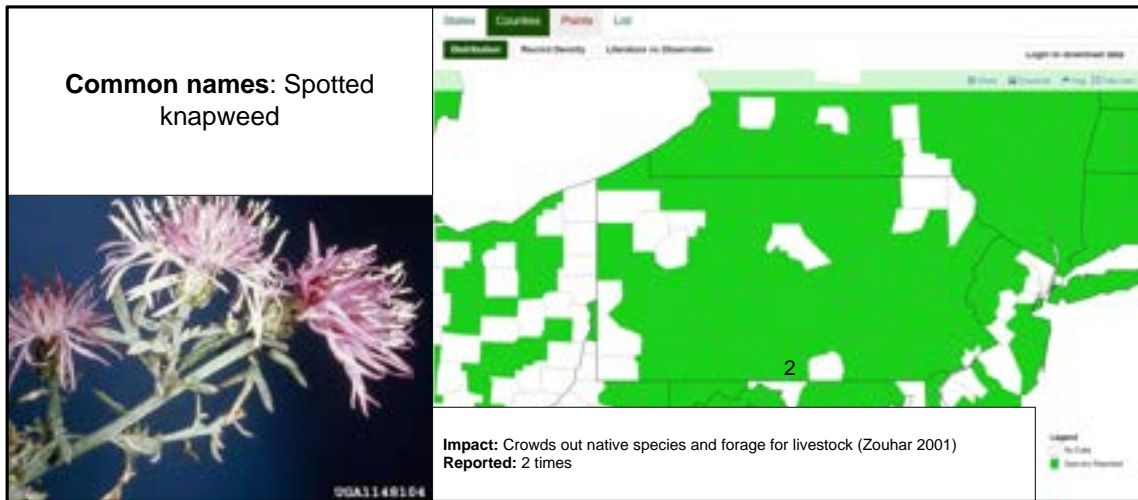 Common names: Spotted
knapweed
States Counties Points List
Distribution Record Density Literature vs Observation
Login to download data
2
Impact: Crowds out native species and forage for livestock (Zouhar 2001)
Reported: 2 times
Legend
No Data
Species Reported
UGA1148104